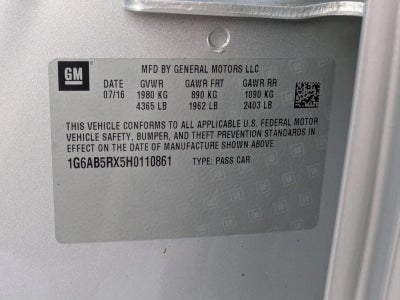 GM
MFD BY GENERAL MOTORS LLC
DATE GVWR GAWR FRT GAWR RR
07/16 1980 KG 890 KG 1090 KG
4365 LB 1962 LB 2403 LB
THIS VEHICLE CONFORMS TO ALL APPLICABLE U.S. FEDERAL MOTOR
VEHICLE SAFETY, BUMPER, AND THEFT PREVENTION STANDARDS IN
EFFECT ON THE DATE OF MANUFACTURE SHOWN ABOVE.
1G6AB5RX5H0110861 TYPE: PASS CAR